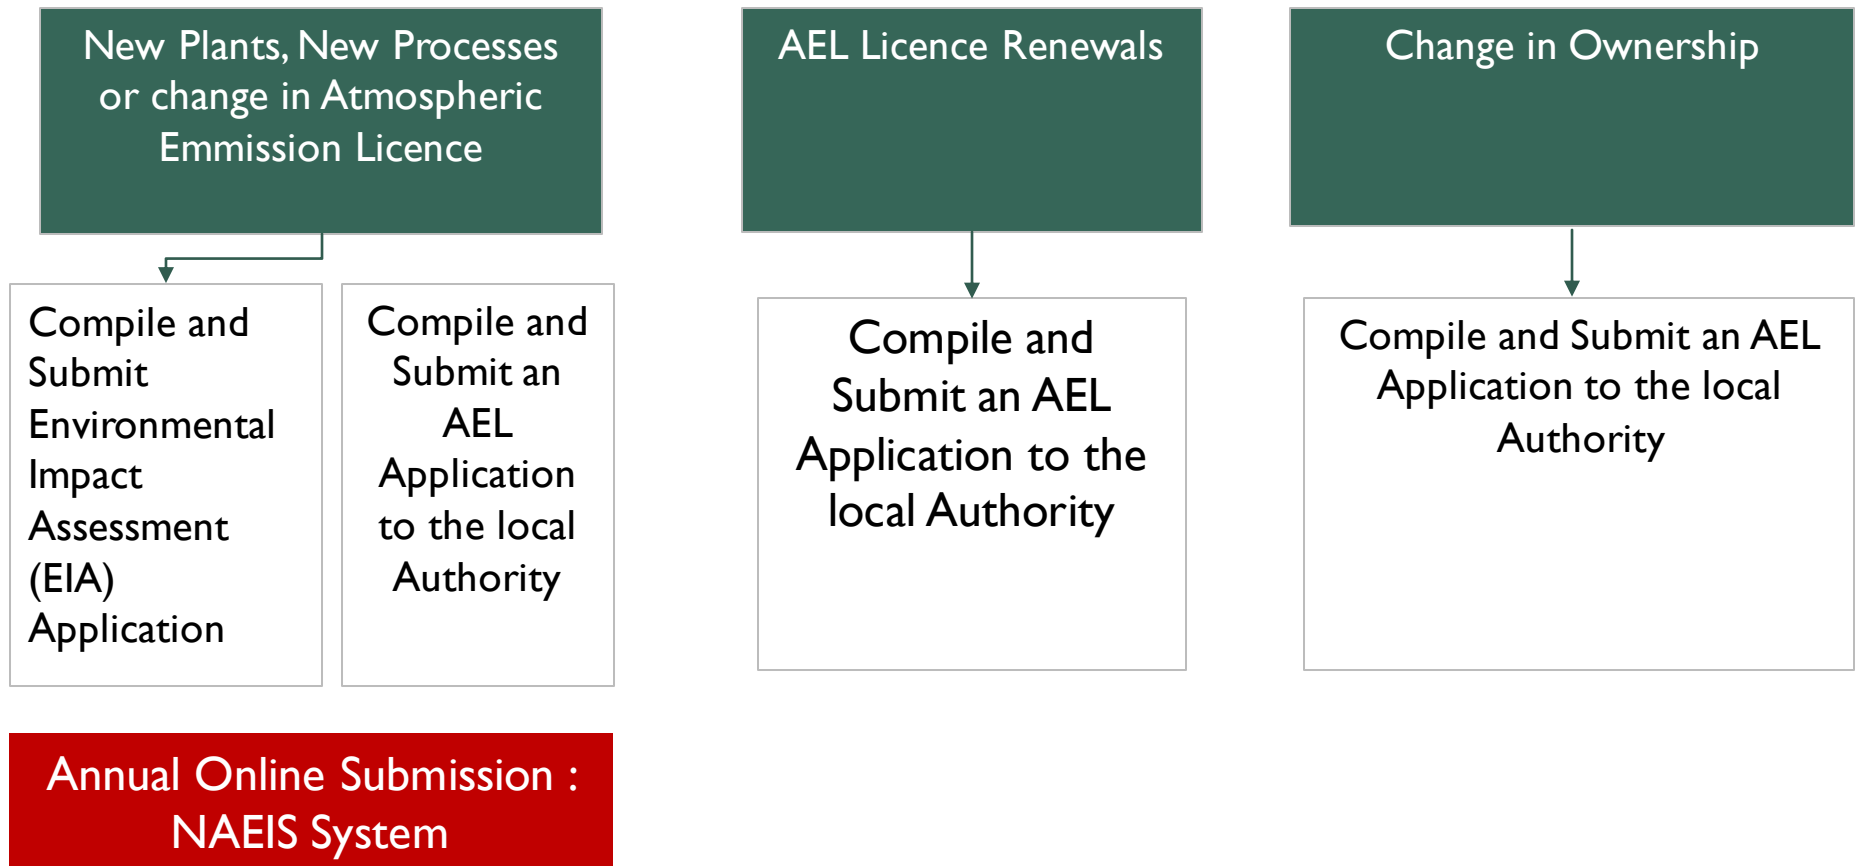 New Plants, New Processes
or change in Atmospheric
Emmission Licence
AEL Licence Renewals
Change in Ownership
Compile and
Submit
Environmental
Impact
Assessment
(EIA)
Application
Compile and
Submit an
AEL
Application
to the local
Authority
Compile and
Submit an AEL
Application to the
local Authority
Compile and Submit an AEL
Application to the local
Authority
Annual Online Submission :
NAEIS System